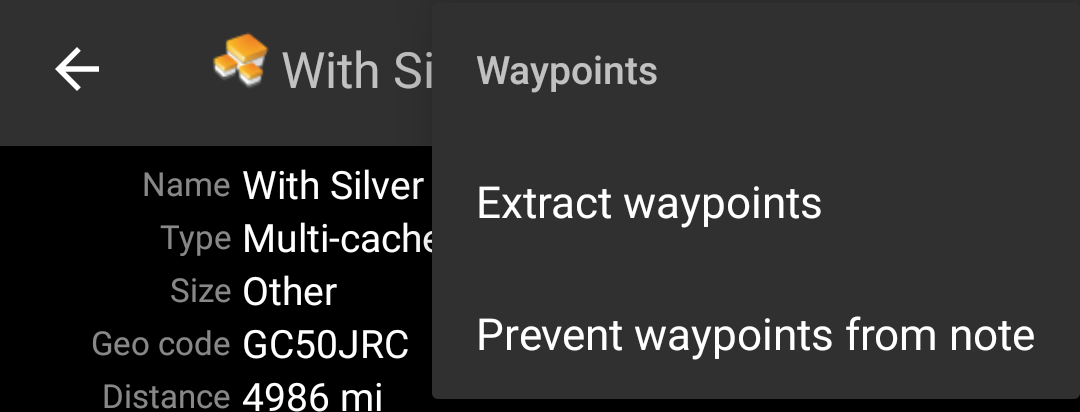 With Si
Waypoints
Name With Silver
Type Multi-cache
Size Other
Geo code GC50JRC
Distance 4986 mi
Extract waypoints
Prevent waypoints from note